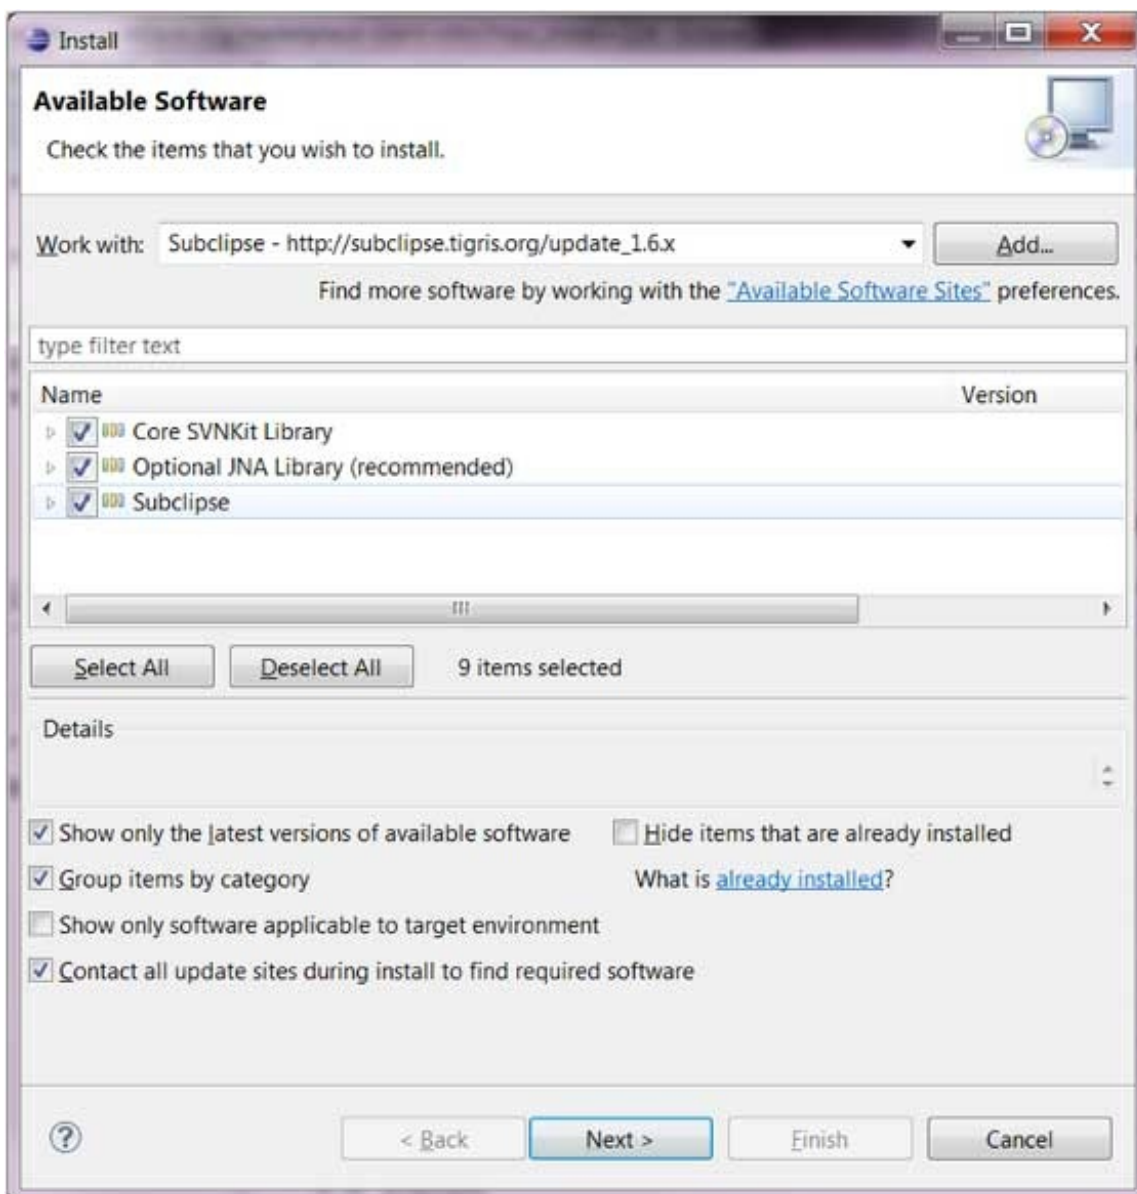 Install
Available Software
Check the items that you wish to install.
Work with: Subclipse - http://subclipse.tigris.org/update_1.6.x Add...
Find more software by working with the "Available Software Sites" preferences.
type filter text
Name Version
Core SVNKit Library
Optional JNA Library (recommended)
Subclipse
Select All Deselect All 9 items selected
Details
Show only the latest versions of available software Hide items that are already installed
Group items by category What is already installed?
Show only software applicable to target environment
Contact all update sites during install to find required software
? < Back Next > Finish Cancel